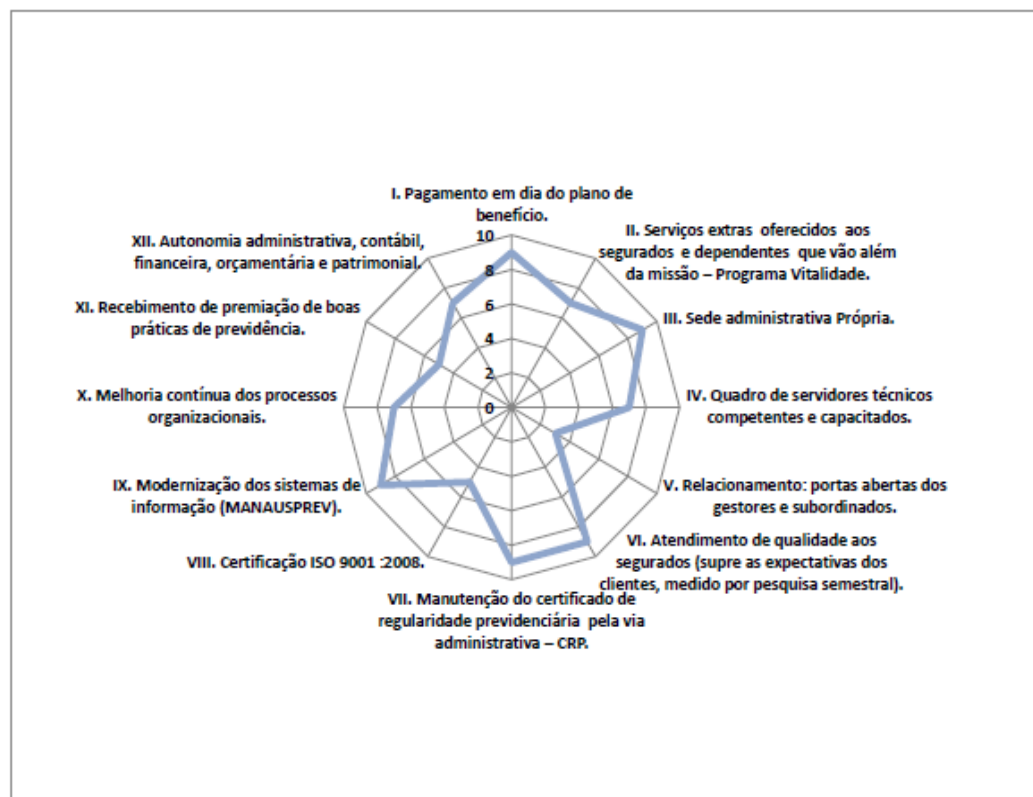 I. Pagamento em dia do plano de
benefício.
II. Serviços extras oferecidos aos
segurados e dependentes que vão além
da missão – Programa Vitalidade.
III. Sede administrativa Própria.
IV. Quadro de servidores técnicos
competentes e capacitados.
V. Relacionamento: portas abertas dos
gestores e subordinados.
VI. Atendimento de qualidade aos
segurados (supre as expectativas dos
clientes, medido por pesquisa semestral).
VII. Manutenção do certificado de
regularidade previdenciária pela via
administrativa – CRP.
VIII. Certificação ISO 9001 :2008.
IX. Modernização dos sistemas de
informação (MANAUSPREV).
X. Melhoria contínua dos processos
organizacionais.
XI. Recebimento de premiação de boas
práticas de previdência.
XII. Autonomia administrativa, contábil,
financeira, orçamentária e patrimonial.
10
8
6
4
2
0